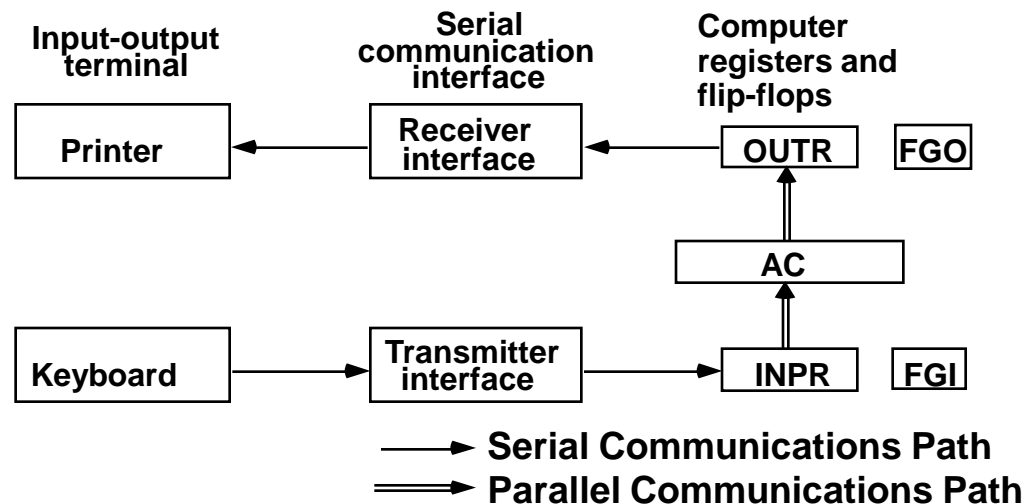 Input-output
terminal
Serial
communication
interface
Computer
registers and
flip-flops
Printer
Receiver
interface
OUTR
FGO
AC
Keyboard
Transmitter
interface
INPR
FGI
Serial Communications Path
Parallel Communications Path